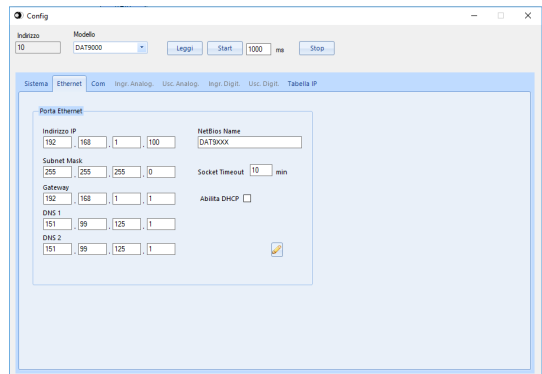 Config
Indirizzo Modello
10 DAT9000 Leggi Start 1000 ms Stop
Sistema Ethernet Com Ingr. Analog. Usc. Analog. Ingr. Digit. Usc. Digit. Tabella IP
Porta Ethernet
Indirizzo IP NetBios Name
192 . 168 . 1 . 100 DAT9XXX
Subnet Mask
255 . 255 . 255 . 0 Socket Timeout 10 min
Gateway
192 . 168 . 1 . 1 Abilita DHCP
DNS 1
151 . 99 . 125 . 1
DNS 2
151 . 99 . 125 . 1